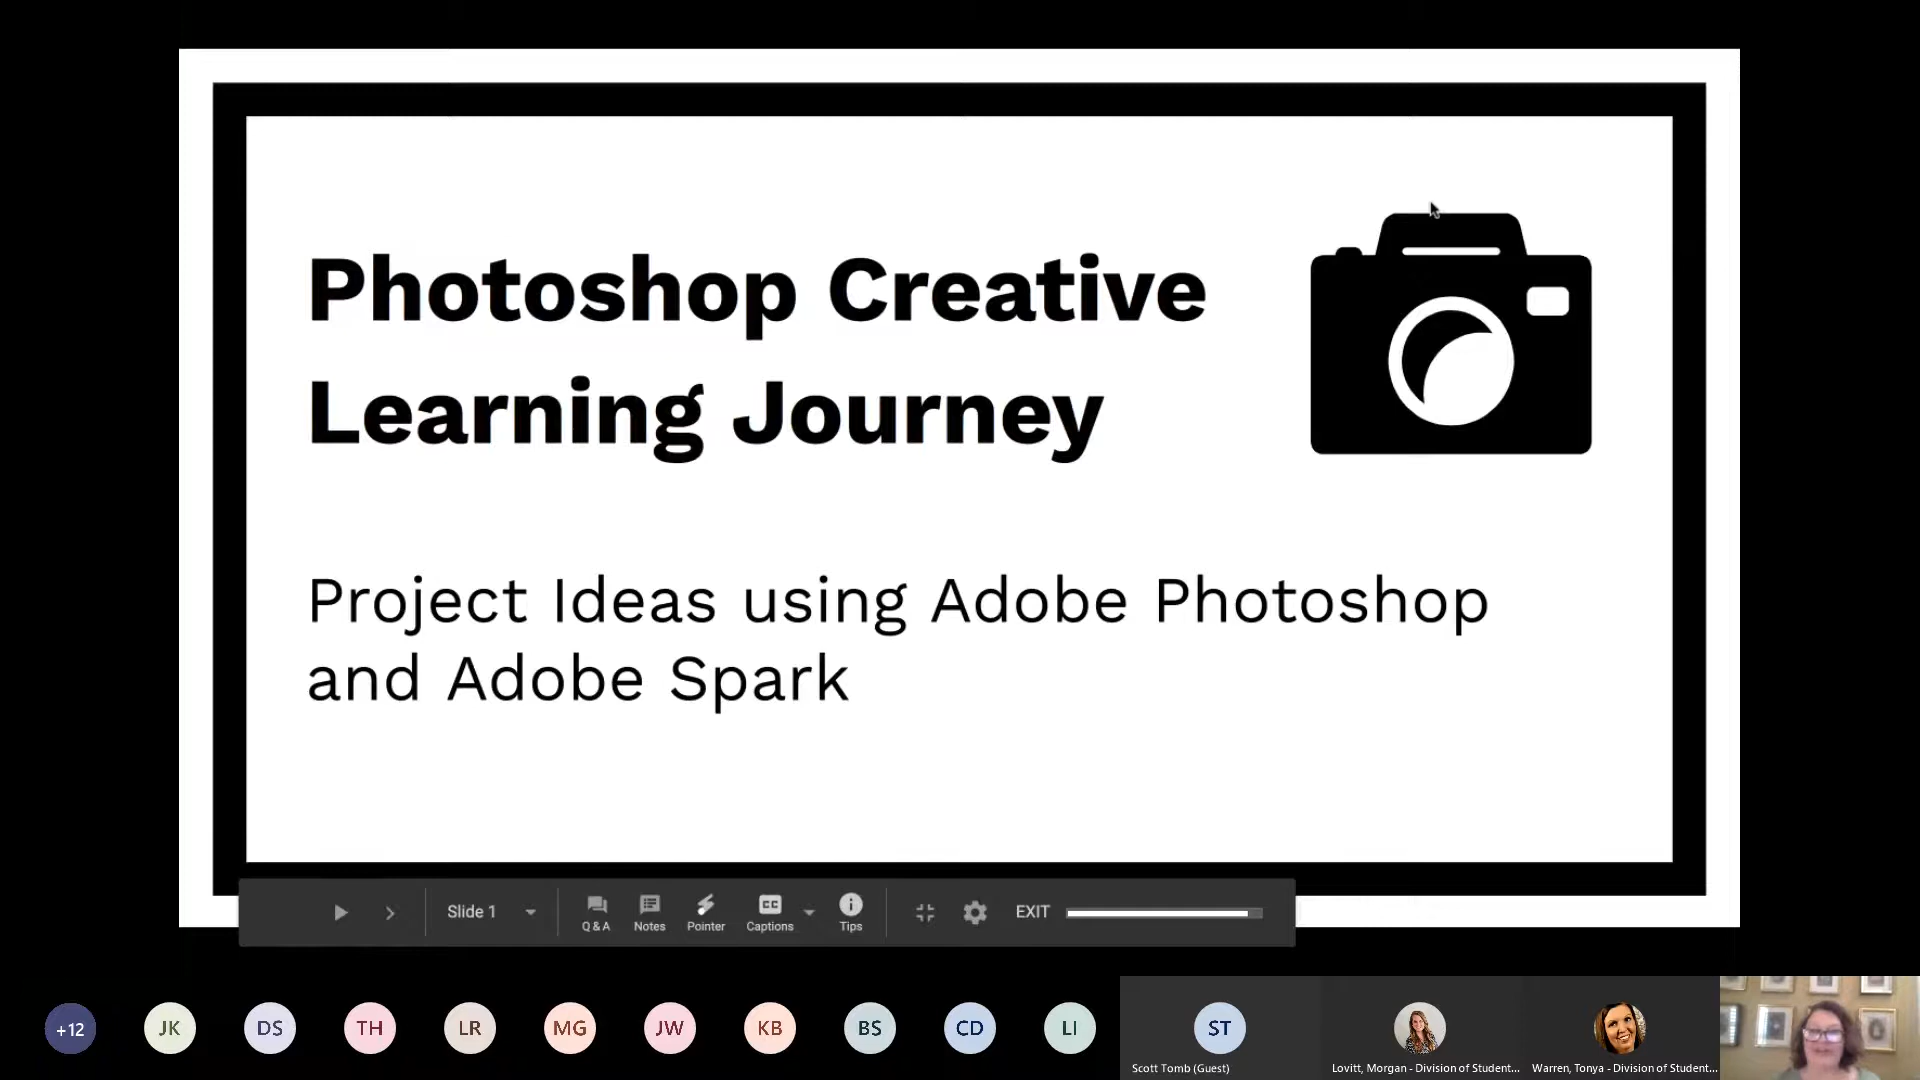 Photoshop Creative
Learning Journey
Project Ideas using Adobe Photoshop
and Adobe Spark
Slide 1
Q & A
Notes
CC
Pointer
Captions
Tips
EXIT
+12
JK
DS
TH
LR
MG
JW
KB
BS
CD
LI
ST
Scott Tomb (Guest)
Lovitt, Morgan - Division of Student...
Warren, Tonya - Division of Student...